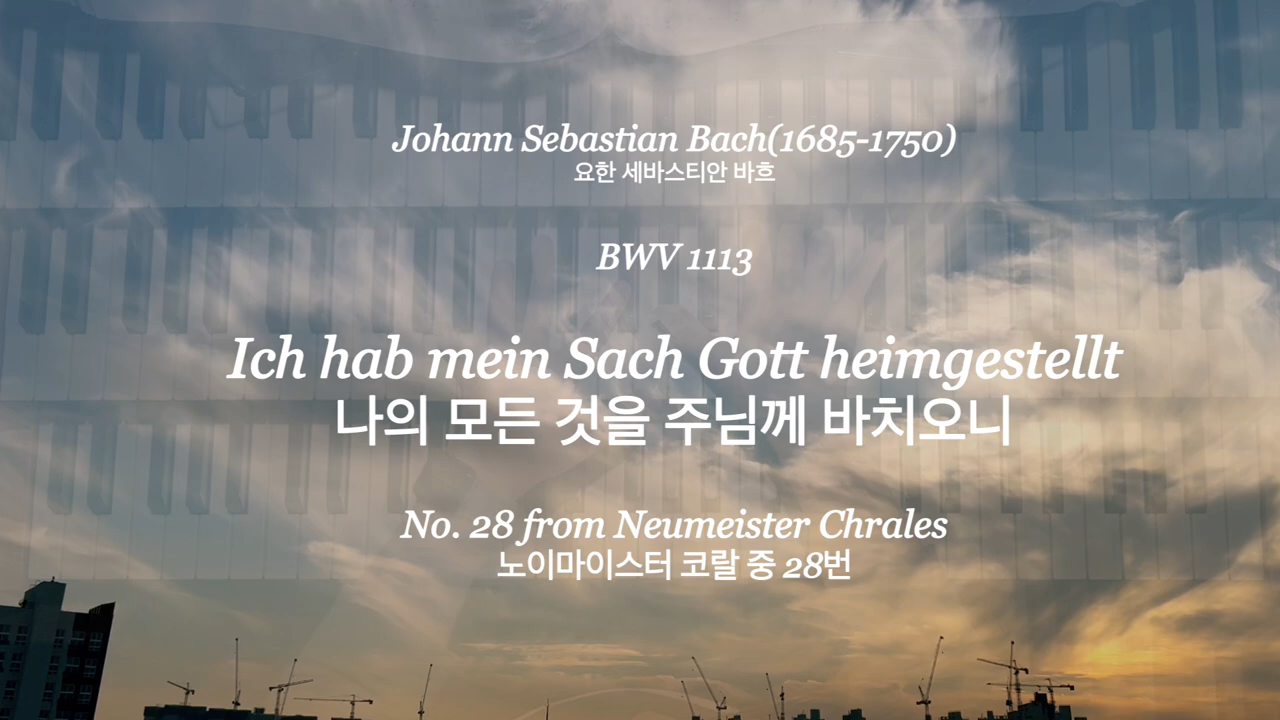 Johann Sebastian Bach(1685-1750)
요한 세바스티안 바흐
BWV 1113
Ich hab mein Sach Gott heimgestellt
나의 모든 것을 주님께 바치오니
No. 28 from Neumeister Chrales
노이마이스터 코랄 중 28번